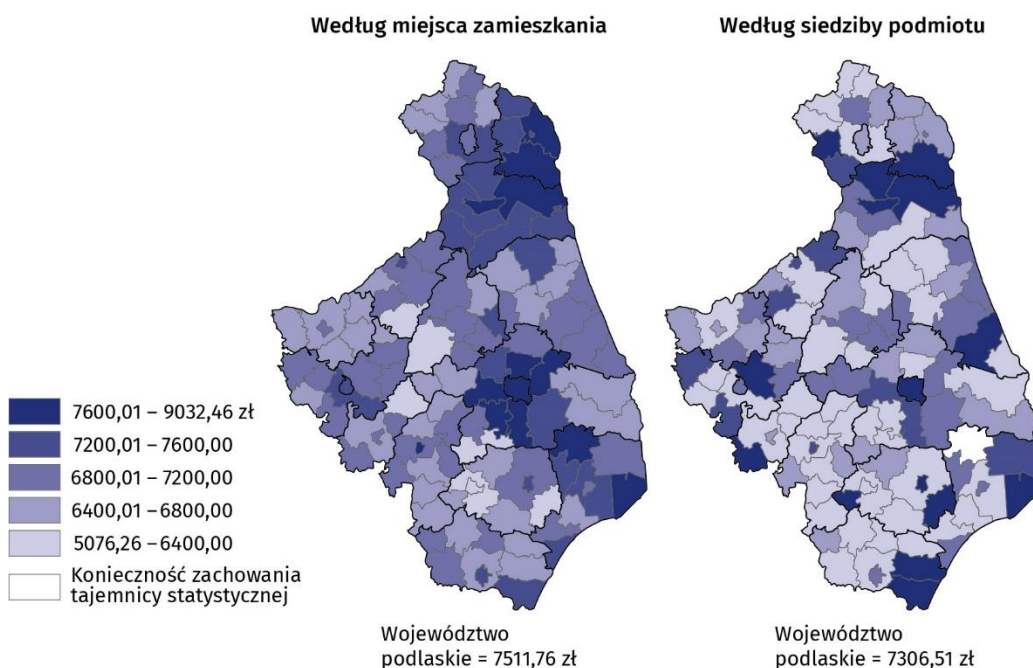 Według miejsca zamieszkania
Według siedziby podmiotu
7600,01 – 9032,46 zł
7200,01 – 7600,00
6800,01 – 7200,00
6400,01 – 6800,00
5076,26 – 6400,00
Konieczność zachowania
tajemnicy statystycznej
Województwo
podlaskie = 7511,76 zł
Województwo
podlaskie = 7306,51 zł